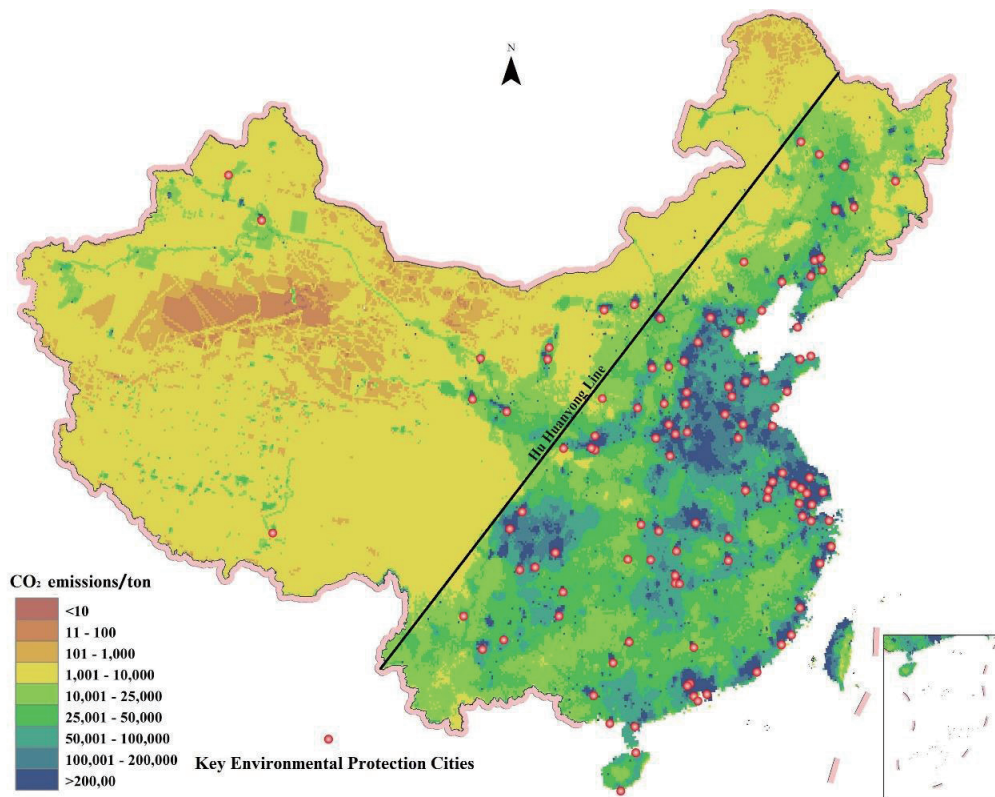 N
Hu Huanyong Line
CO₂ emissions/ton
<10
11 - 100
101 - 1,000
1,001 - 10,000
10,001 - 25,000
25,001 - 50,000
50,001 - 100,000
100,001 - 200,000
>200,00
Key Environmental Protection Cities